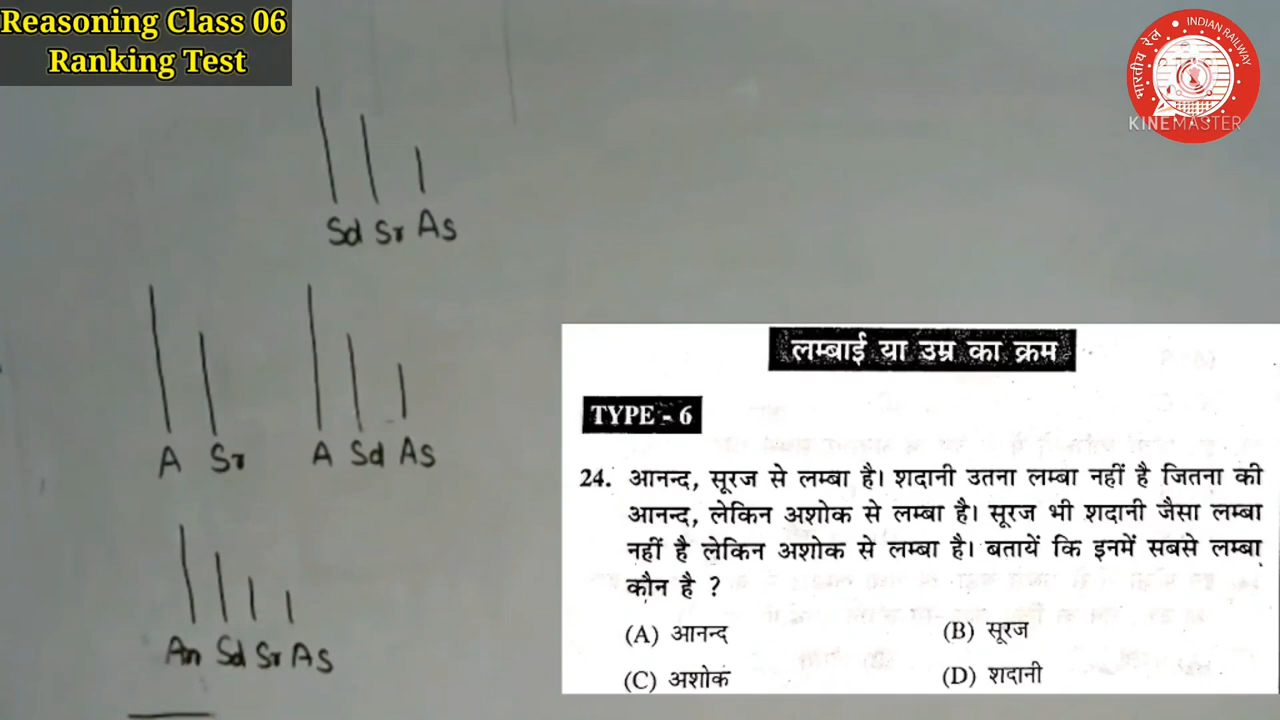 Reasoning Class 06
Ranking Test
भारतीय रेल INDIAN RAILWAY
KINEMASTER
Sd Sr As
A Sr A Sd As
An Sd Sr As
लम्बाई या उम्र का क्रम
TYPE - 6
24. आनन्द, सूरज से लम्बा है। शदानी उतना लम्बा नहीं है जितना की
आनन्द, लेकिन अशोक से लम्बा है। सूरज भी शदानी जैसा लम्बा
नहीं है लेकिन अशोक से लम्बा है। बतायें कि इनमें सबसे लम्बा
कौन है ?
(A) आनन्द (B) सूरज
(C) अशोक (D) शदानी